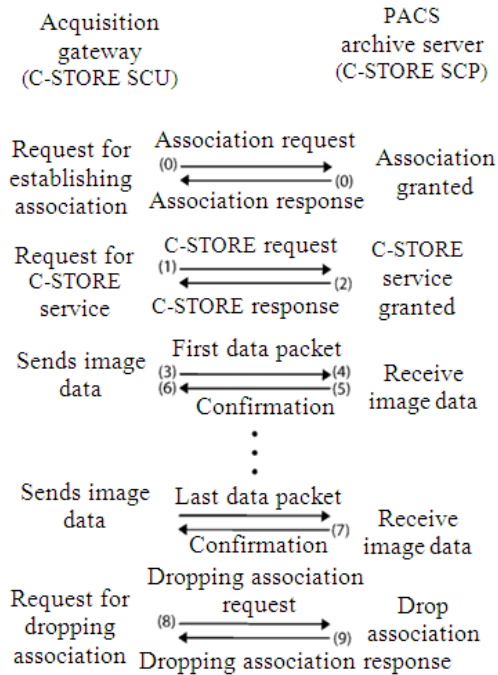 Acquisition
gateway
(C-STORE SCU)
PACS
archive server
(C-STORE SCP)
Request for
establishing
association
Association request
(0)
(0)
Association response
Association
granted
Request for
C-STORE
service
C-STORE request
(1)
(2)
C-STORE response
C-STORE
service
granted
Sends image
data
First data packet
(3)
(4)
(6)
(5)
Confirmation
Receive
image data
Sends image
data
Last data packet
(7)
Confirmation
Receive
image data
Request for
dropping
association
Dropping association
request
(8)
(9)
Dropping association response
Drop
association